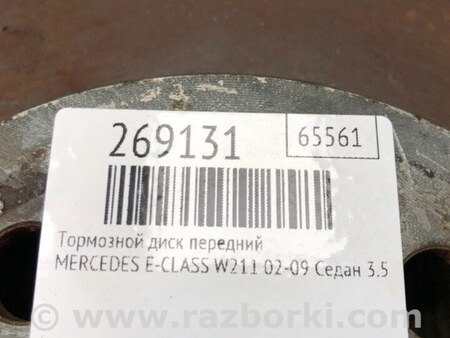 269131
65561
Тормозной диск передний
MERCEDES E-CLASS W211 02-09 Седан 3.5
© www.razborki.com